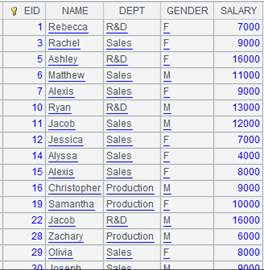 EID NAME DEPT GENDER SALARY
1 Rebecca R&D F 7000
3 Rachel Sales F 9000
5 Ashley R&D F 16000
6 Matthew Sales M 11000
7 Alexis Sales F 9000
10 Ryan R&D M 13000
11 Jacob Sales M 12000
12 Jessica Sales F 7000
14 Alyssa Sales F 4000
15 Alexis Sales F 8000
16 Christopher Production M 9000
19 Samantha Production F 10000
22 Jacob R&D M 16000
28 Zachary Production M 6000
29 Olivia Sales F 8000
30 Joseph Sales M 9000